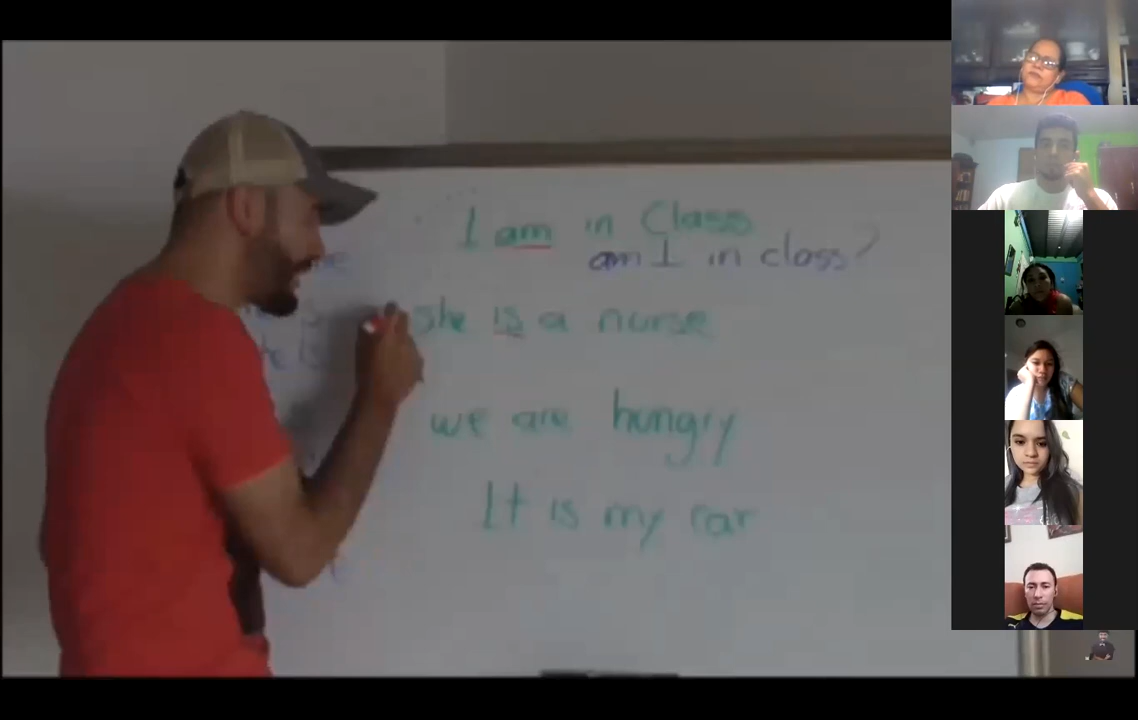 I am in Class
am I in class?
she is a nurse
we are hungry
It is my car